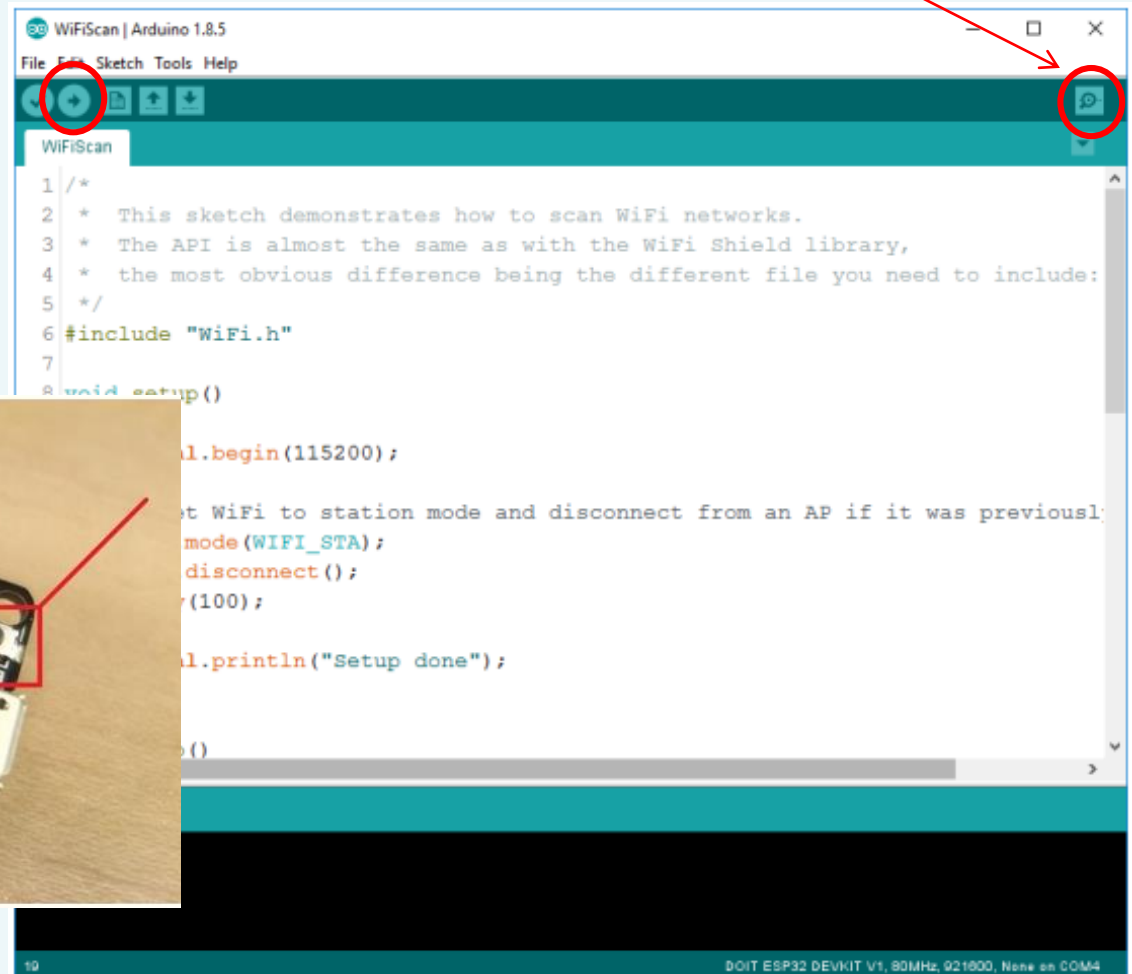 WiFiScan | Arduino 1.8.5
File Edit Sketch Tools Help
WiFiScan
1 /*
2 *  This sketch demonstrates how to scan WiFi networks.
3 *  The API is almost the same as with the WiFi Shield library,
4 *  the most obvious difference being the different file you need to include:
5 */
6 #include "WiFi.h"
7
8 void setup()
l.begin(115200);
t WiFi to station mode and disconnect from an AP if it was previousl
mode(WIFI_STA);
disconnect();
(100);
l.println("Setup done");
()
19
DOIT ESP32 DEVKIT V1, 80MHz, 921600, None on COM4